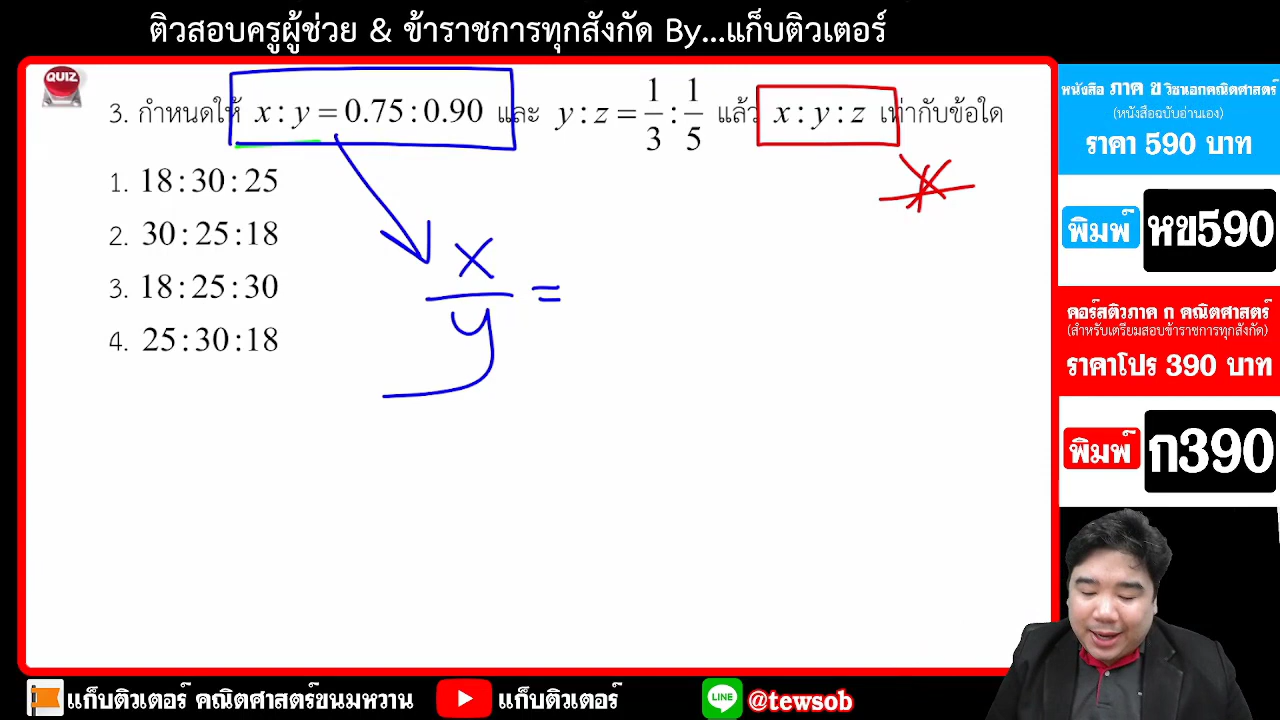 ติวสอบครูผู้ช่วย & ข้าราชการทุกสังกัด By...แก็บติวเตอร์
QUIZ
3. กำหนดให้ x : y = 0.75 : 0.90 และ y : z = 1/3 : 1/5 แล้ว x : y : z เท่ากับข้อใด
1. 18 : 30 : 25
2. 30 : 25 : 18
3. 18 : 25 : 30
4. 25 : 30 : 18
x/y =
หนังสือ ภาค ข วิชาเอกคณิตศาสตร์
(หนังสือฉบับอ่านเอง)
ราคา 590 บาท
พิมพ์ หข590
คอร์สติวภาค ก คณิตศาสตร์
(สำหรับเตรียมสอบข้าราชการทุกสังกัด)
ราคาโปร 390 บาท
พิมพ์ ก390
แก็บติวเตอร์ คณิตศาสตร์ขนมหวาน
แก็บติวเตอร์
LINE @tewsob